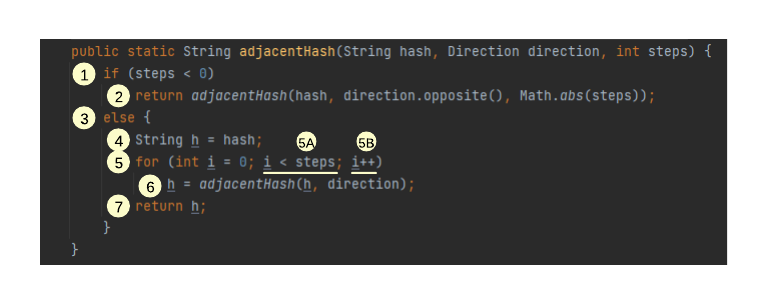 public static String adjacentHash(String hash, Direction direction, int steps) {
1 if (steps < 0)
2 return adjacentHash(hash, direction.opposite(), Math.abs(steps));
3 else {
4 String h = hash; 5A 5B
5 for (int i = 0; i < steps; i++)
6 h = adjacentHash(h, direction);
7 return h;
}
}